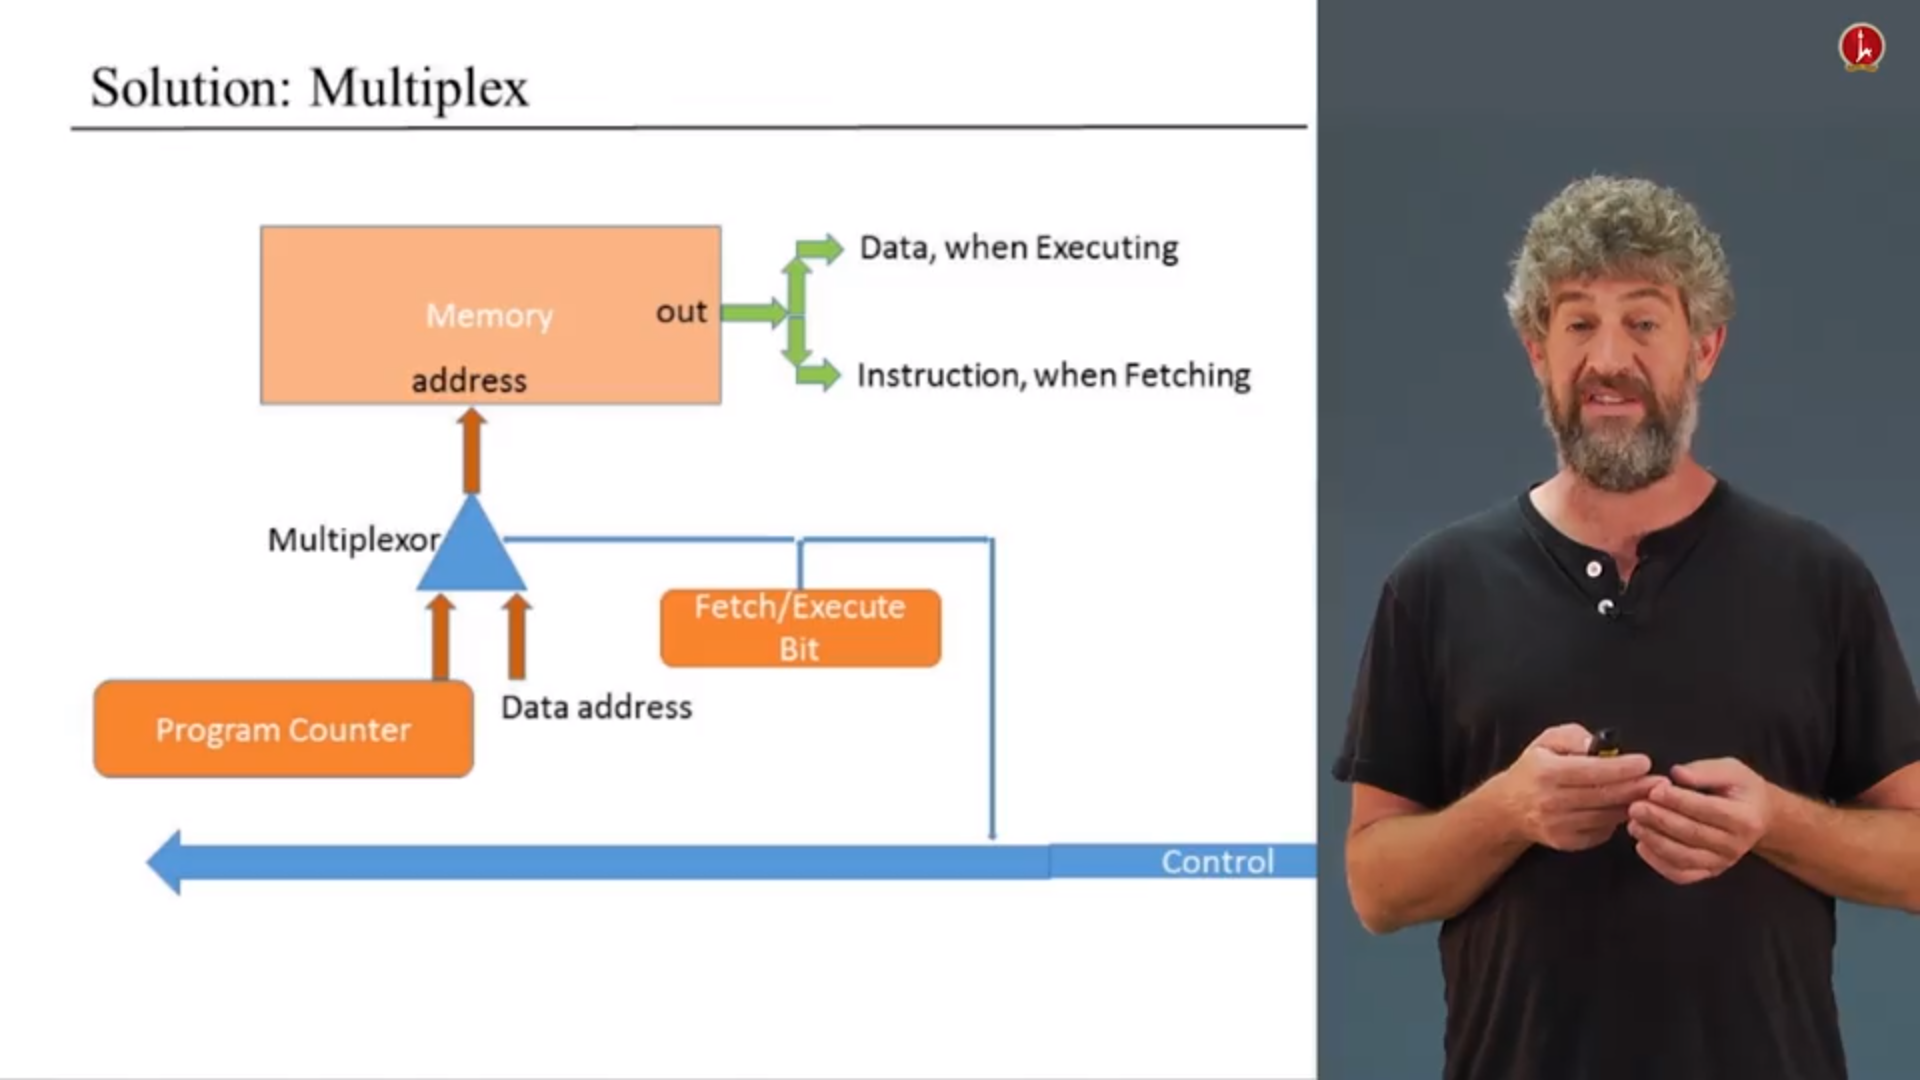 Solution: Multiplex
Data, when Executing
Memory
out
address
Instruction, when Fetching
Multiplexor
Fetch/Execute
Bit
Data address
Program Counter
Control